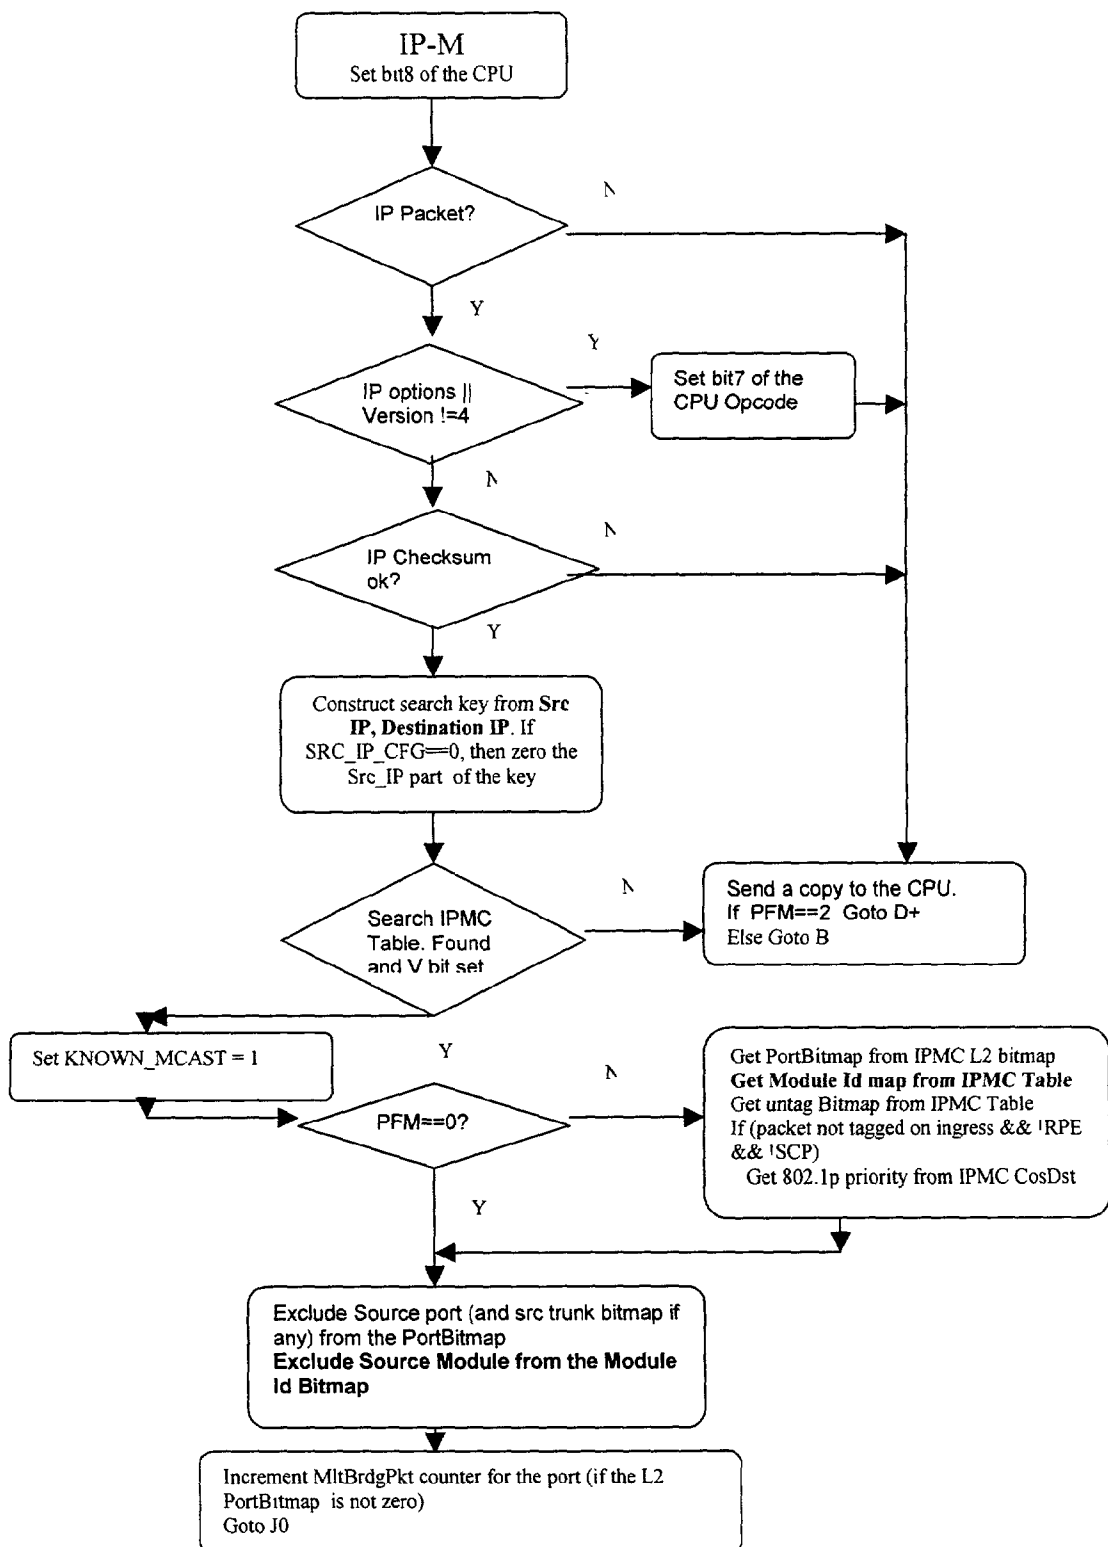 IP-M
Set bit8 of the CPU
IP Packet?
N
Y
IP options ||
Version !=4
Y
Set bit7 of the
CPU Opcode
N
IP Checksum
ok?
N
Y
Construct search key from Src
IP, Destination IP. If
SRC_IP_CFG==0, then zero the
Src_IP part of the key
Search IPMC
Table. Found
and V bit set
N
Send a copy to the CPU.
If PFM==2 Goto D+
Else Goto B
Y
Set KNOWN_MCAST = 1
PFM==0?
N
Get PortBitmap from IPMC L2 bitmap
Get Module Id map from IPMC Table
Get untag Bitmap from IPMC Table
If (packet not tagged on ingress && !RPE
&& !SCP)
Get 802.1p priority from IPMC CosDst
Y
Exclude Source port (and src trunk bitmap if
any) from the PortBitmap
Exclude Source Module from the Module
Id Bitmap
Increment MltBrdgPkt counter for the port (if the L2
PortBitmap is not zero)
Goto J0